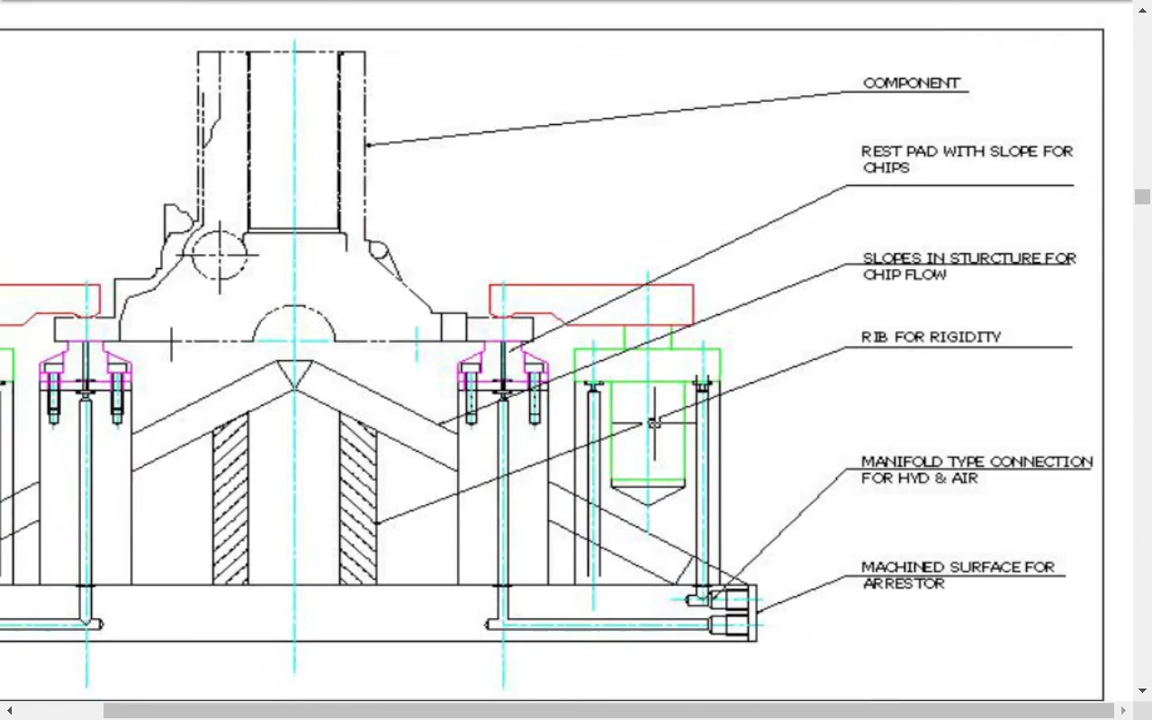 COMPONENT
REST PAD WITH SLOPE FOR
CHIPS
SLOPES IN STURCTURE FOR
CHIP FLOW
RIB FOR RIGIDITY
MANIFOLD TYPE CONNECTION
FOR HYD & AIR
MACHINED SURFACE FOR
ARRESTOR